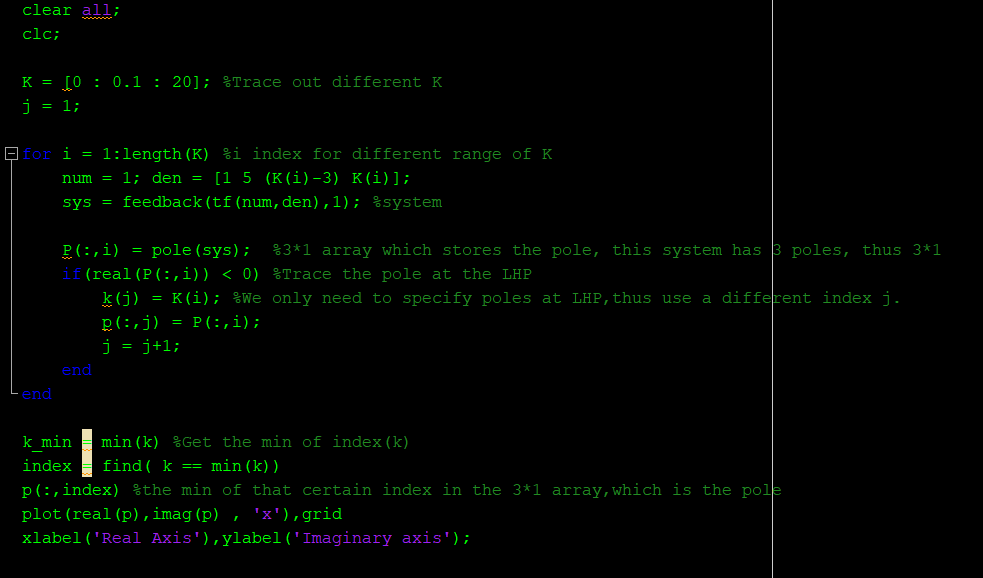 clear all;
clc;
K = [0 : 0.1 : 20]; %Trace out different K
j = 1;
for i = 1:length(K) %i index for different range of K
num = 1; den = [1 5 (K(i)-3) K(i)];
sys = feedback(tf(num,den),1); %system
P(:,i) = pole(sys);  %3*1 array which stores the pole, this system has 3 poles, thus 3*1
if(real(P(:,i)) < 0) %Trace the pole at the LHP
k(j) = K(i); %We only need to specify poles at LHP,thus use a different index j.
p(:,j) = P(:,i);
j = j+1;
end
end
k_min = min(k) %Get the min of index(k)
index = find( k == min(k))
p(:,index) %the min of that certain index in the 3*1 array,which is the pole
plot(real(p),imag(p) , 'x'),grid
xlabel('Real Axis'),ylabel('Imaginary axis');